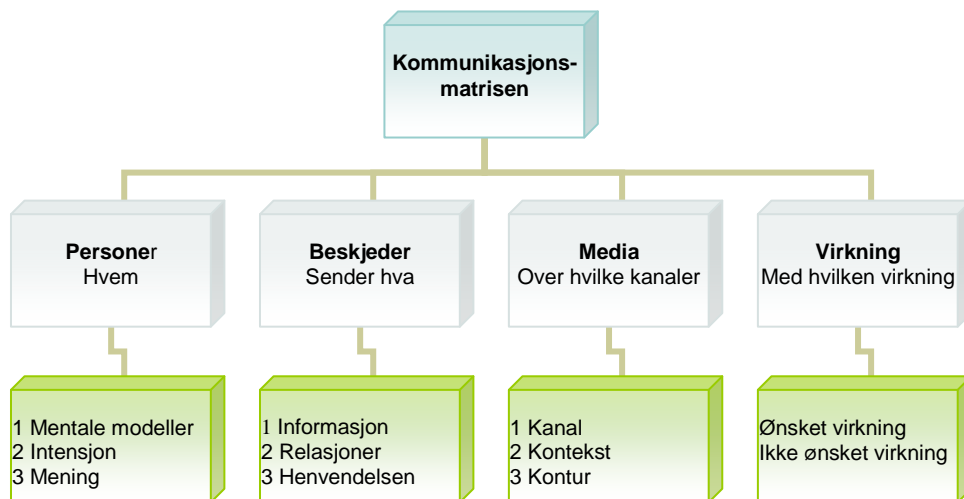 Kommunikasjons-
matrisen
Personer
Hvem
Beskjeder
Sender hva
Media
Over hvilke kanaler
Virkning
Med hvilken virkning
1 Mentale modeller
2 Intensjon
3 Mening
1 Informasjon
2 Relasjoner
3 Henvendelsen
1 Kanal
2 Kontekst
3 Kontur
Ønsket virkning
Ikke ønsket virkning